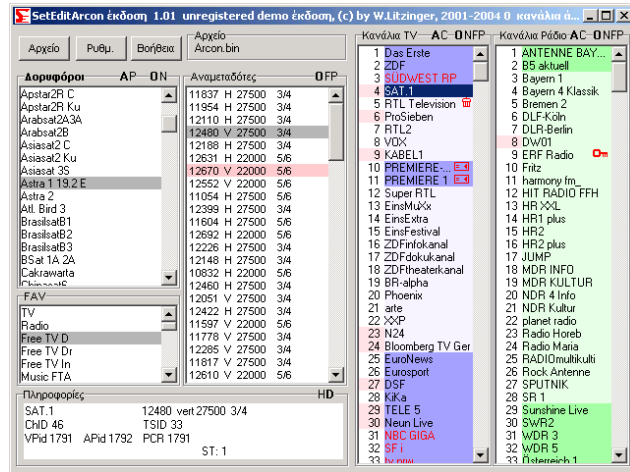 SetEditArcon έκδοση 1.01 unregistered demo έκδοση, (c) by W.Litzinger, 2001-2004 0 κανάλια ά...
Αρχείο
Ρυθμ.
Βοήθεια
Αρχείο
Arcon.bin
Δορυφόροι AP ON
Apstar2R C
Apstar2R Ku
Arabsat2A3A
Arabsat2B
Asiasat2 C
Asiasat2 Ku
Asiasat 3S
Astra 1 19.2 E
Astra 2
Atl. Bird 3
BrasilsatB1
BrasilsatB2
BrasilsatB3
BSat 1A 2A
Cakrawarta
ChinasatG
FAV
TV
Radio
Free TV D
Free TV Dr
Free TV In
Music FTA
Αναμεταδότες OFP
11837 H 27500 3/4
11954 H 27500 3/4
12110 H 27500 3/4
12480 V 27500 3/4
12188 H 27500 3/4
12631 H 22000 5/6
12670 V 22000 5/6
12552 V 22000 5/6
11054 H 27500 5/6
12399 H 27500 3/4
11604 H 27500 5/6
12692 H 22000 5/6
12226 H 27500 3/4
12148 H 27500 3/4
10832 H 22000 5/6
12460 H 27500 3/4
12051 V 27500 3/4
12422 H 27500 3/4
11597 V 22000 5/6
11778 V 27500 3/4
12285 V 27500 3/4
11817 V 27500 3/4
12610 V 22000 5/6
Πληροφορίες HD
SAT.1 12480 vert 27500 3/4
ChID 46 TSID 33
VPid 1791 APid 1792 PCR 1791
ST: 1
Κανάλια TV AC ONFP
1 Das Erste
2 ZDF
3 SÜDWEST RP
4 SAT.1
5 RTL Television
6 ProSieben
7 RTL2
8 VOX
9 KABEL1
10 PREMIERE-...
11 PREMIERE 1
12 Super RTL
13 EinsMuXx
14 EinsExtra
15 EinsFestival
16 ZDFinfokanal
17 ZDFdokukanal
18 ZDFtheaterkanal
19 BR-alpha
20 Phoenix
21 arte
22 XXP
23 N24
24 Bloomberg TV Ger
25 EuroNews
26 Eurosport
27 DSF
28 KiKa
29 TELE 5
30 Neun Live
31 NBC GIGA
32 SF i
33 tv.nrw
Κανάλια Ράδιο AC ONFP
1 ANTENNE BAY...
2 B5 aktuell
3 Bayern 1
4 Bayern 4 Klassik
5 Bremen 2
6 DLF-Köln
7 DLR-Berlin
8 DW01
9 ERF Radio
10 Fritz
11 harmony fm_
12 HIT RADIO FFH
13 HR XXL
14 HR1 plus
15 HR2
16 HR2 plus
17 JUMP
18 MDR INFO
19 MDR KULTUR
20 NDR 4 Info
21 NDR Kultur
22 planet radio
23 Radio Horeb
24 Radio Maria
25 RADIOmultikulti
26 Rock Antenne
27 SPUTNIK
28 SR 1
29 Sunshine Live
30 SWR2
31 WDR 3
32 WDR 5
33 Österreich 1